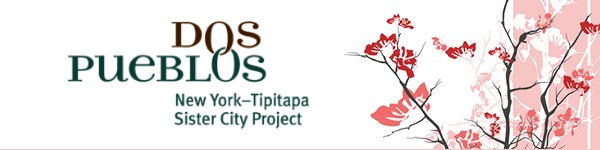 DOS
PUEBLOS
New York–Tipitapa
Sister City Project